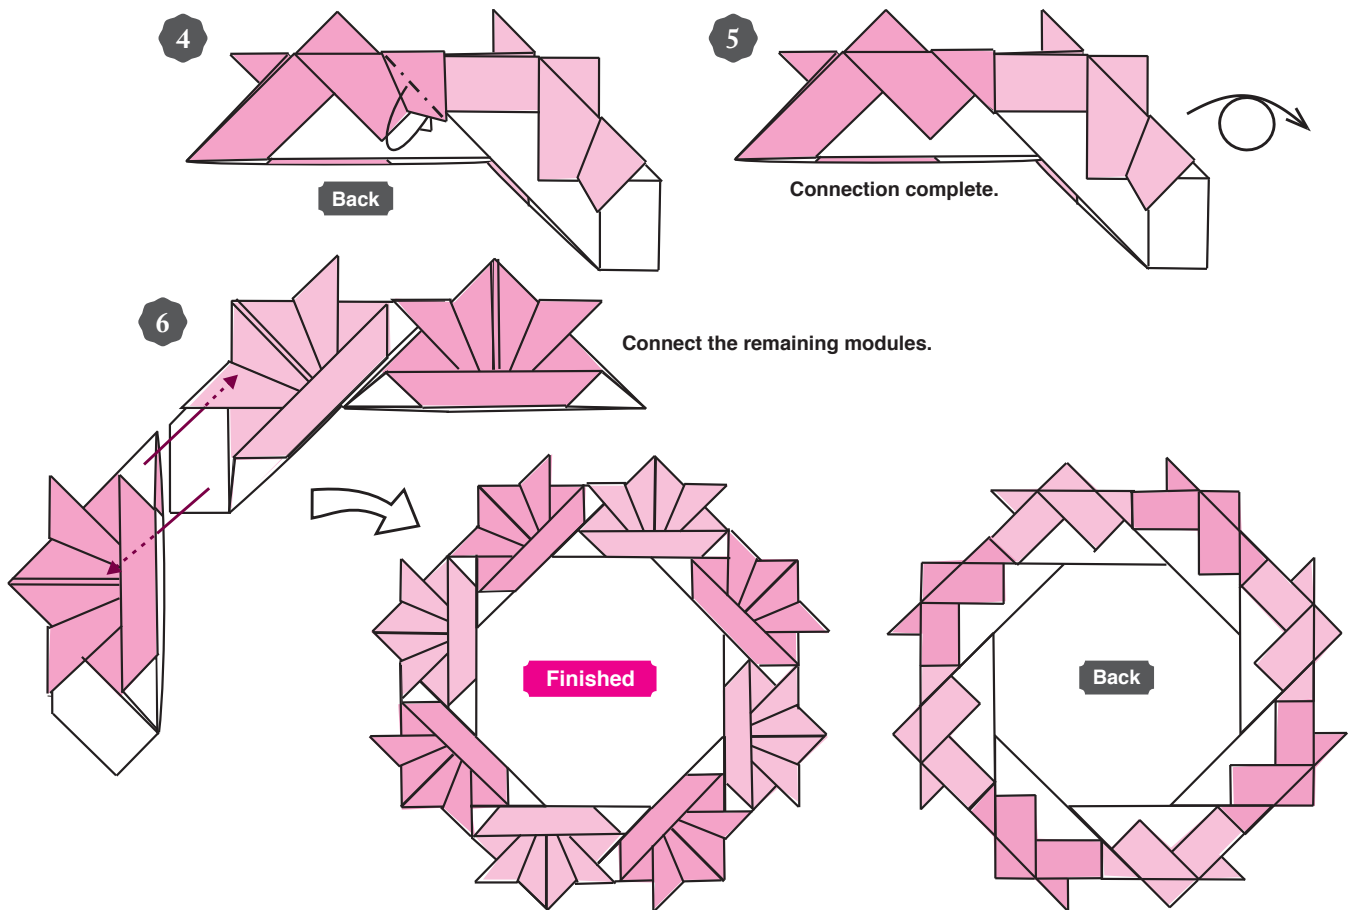 4
5
Back
Connection complete.
6
Connect the remaining modules.
Finished
Back